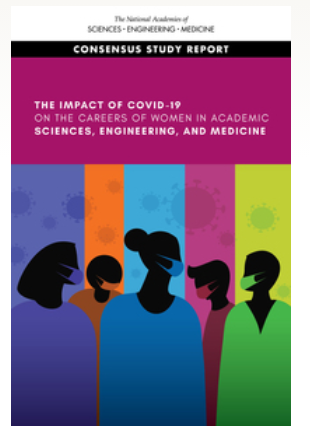 The National Academies of
SCIENCES • ENGINEERING • MEDICINE
CONSENSUS STUDY REPORT
THE IMPACT OF COVID-19
ON THE CAREERS OF WOMEN IN ACADEMIC
SCIENCES, ENGINEERING, AND MEDICINE